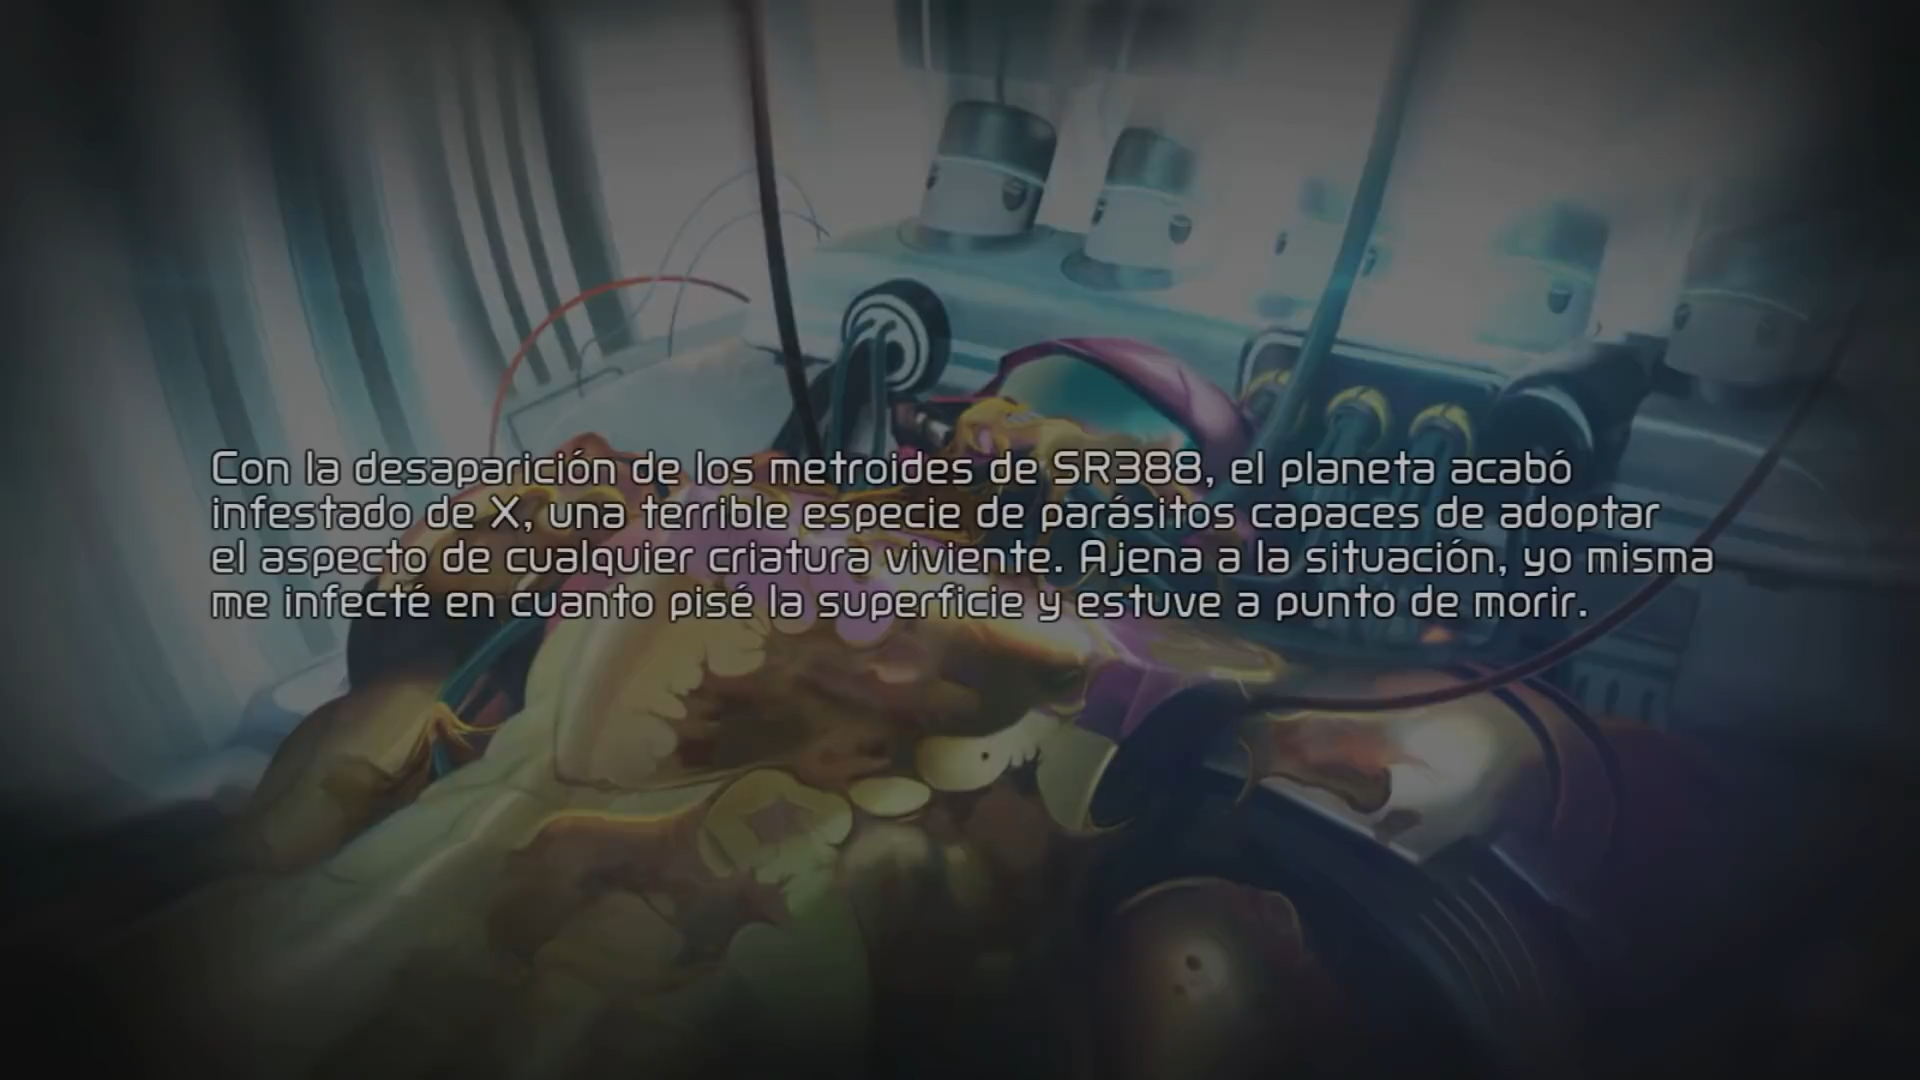 Con la desaparición de los metroides de SR388, el planeta acabó
infestado de X, una terrible especie de parásitos capaces de adoptar
el aspecto de cualquier criatura viviente. Ajena a la situación, yo misma
me infecté en cuanto pisé la superficie y estuve a punto de morir.